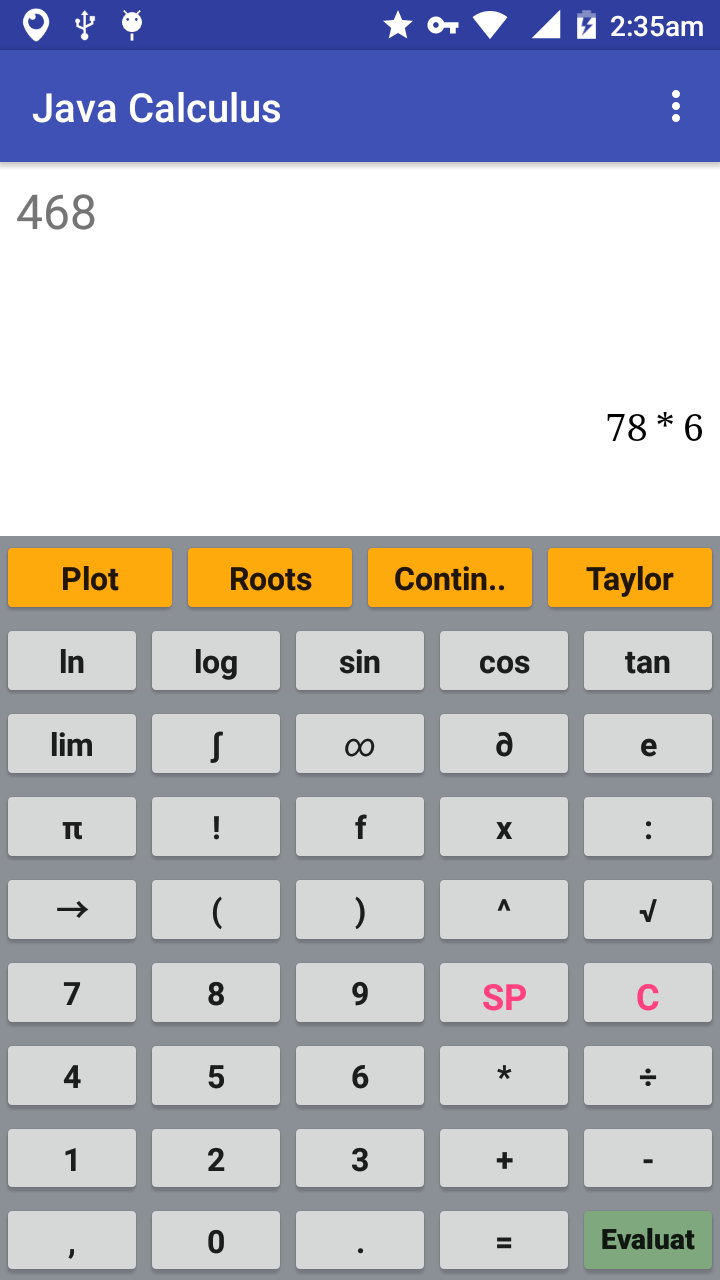 2:35am
Java Calculus
468
78 * 6
Plot Roots Contin.. Taylor
ln log sin cos tan
lim ∫ ∞ ∂ e
π ! f x :
→ ( ) ^ √
7 8 9 SP C
4 5 6 * ÷
1 2 3 + -
, 0 . = Evaluat